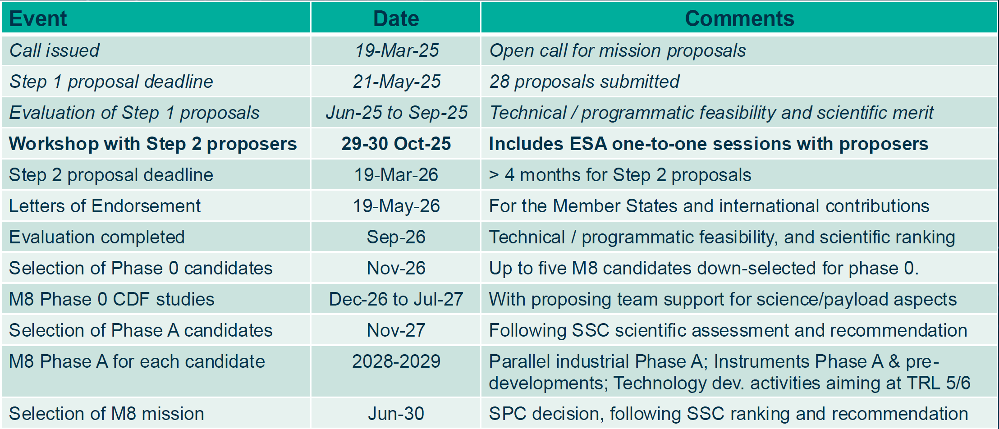 Event Date Comments
Call issued 19-Mar-25 Open call for mission proposals
Step 1 proposal deadline 21-May-25 28 proposals submitted
Evaluation of Step 1 proposals Jun-25 to Sep-25 Technical / programmatic feasibility and scientific merit
Workshop with Step 2 proposers 29-30 Oct-25 Includes ESA one-to-one sessions with proposers
Step 2 proposal deadline 19-Mar-26 > 4 months for Step 2 proposals
Letters of Endorsement 19-May-26 For the Member States and international contributions
Evaluation completed Sep-26 Technical / programmatic feasibility, and scientific ranking
Selection of Phase 0 candidates Nov-26 Up to five M8 candidates down-selected for phase 0.
M8 Phase 0 CDF studies Dec-26 to Jul-27 With proposing team support for science/payload aspects
Selection of Phase A candidates Nov-27 Following SSC scientific assessment and recommendation
M8 Phase A for each candidate 2028-2029 Parallel industrial Phase A; Instruments Phase A & pre-
developments; Technology dev. activities aiming at TRL 5/6
Selection of M8 mission Jun-30 SPC decision, following SSC ranking and recommendation